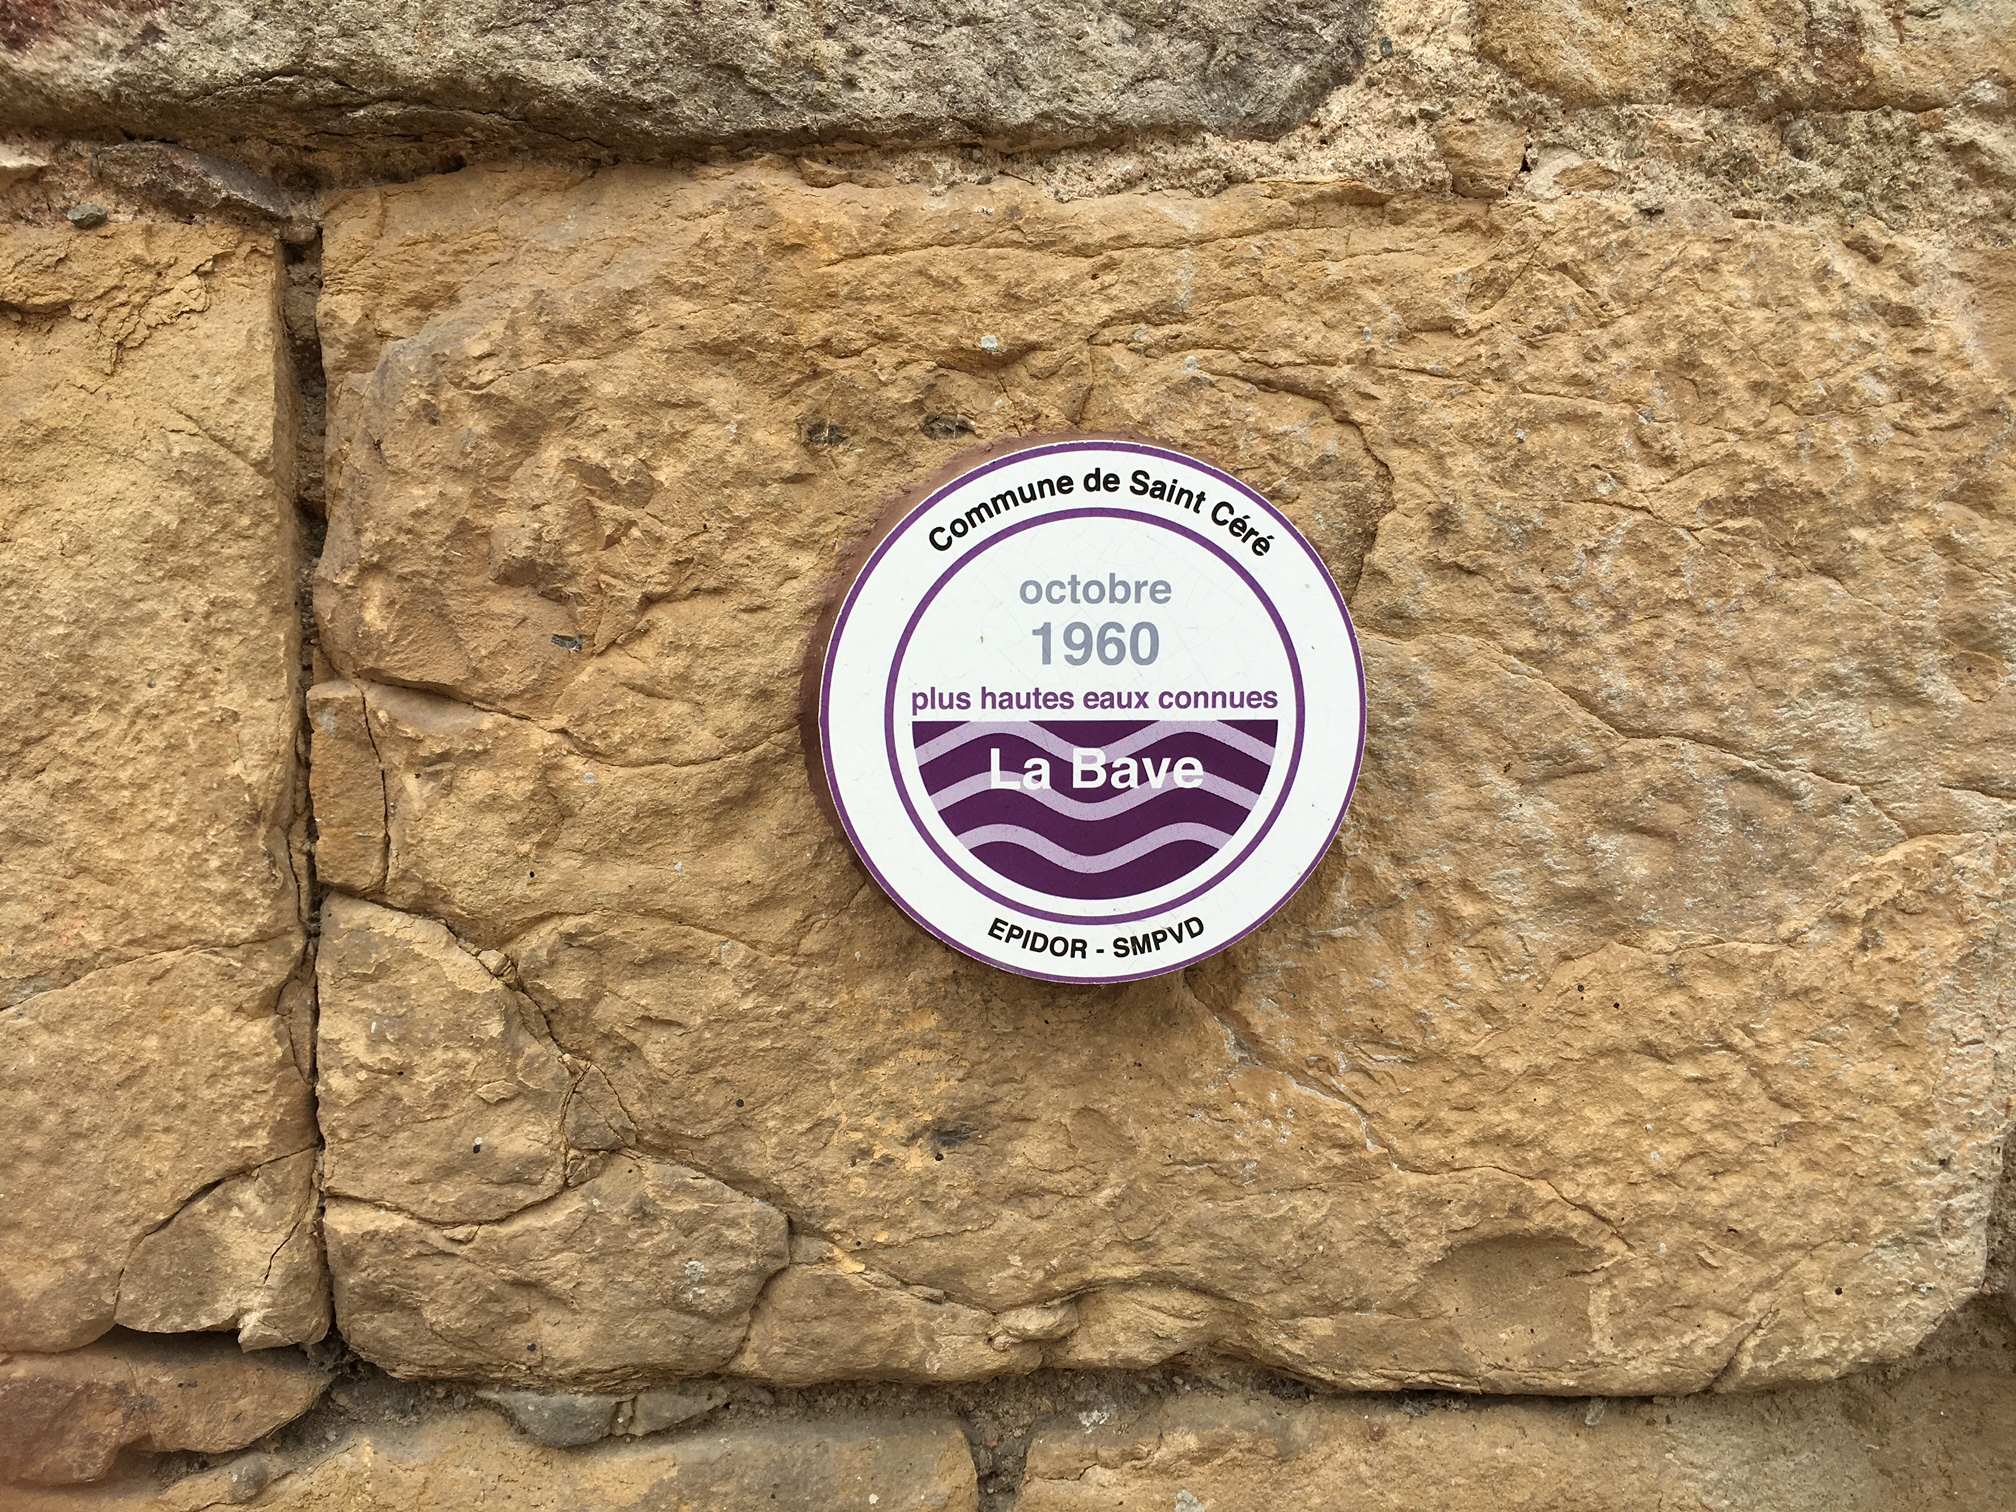 Commune de Saint Céré
octobre
1960
plus hautes eaux connues
La Bave
EPIDOR - SMPVD